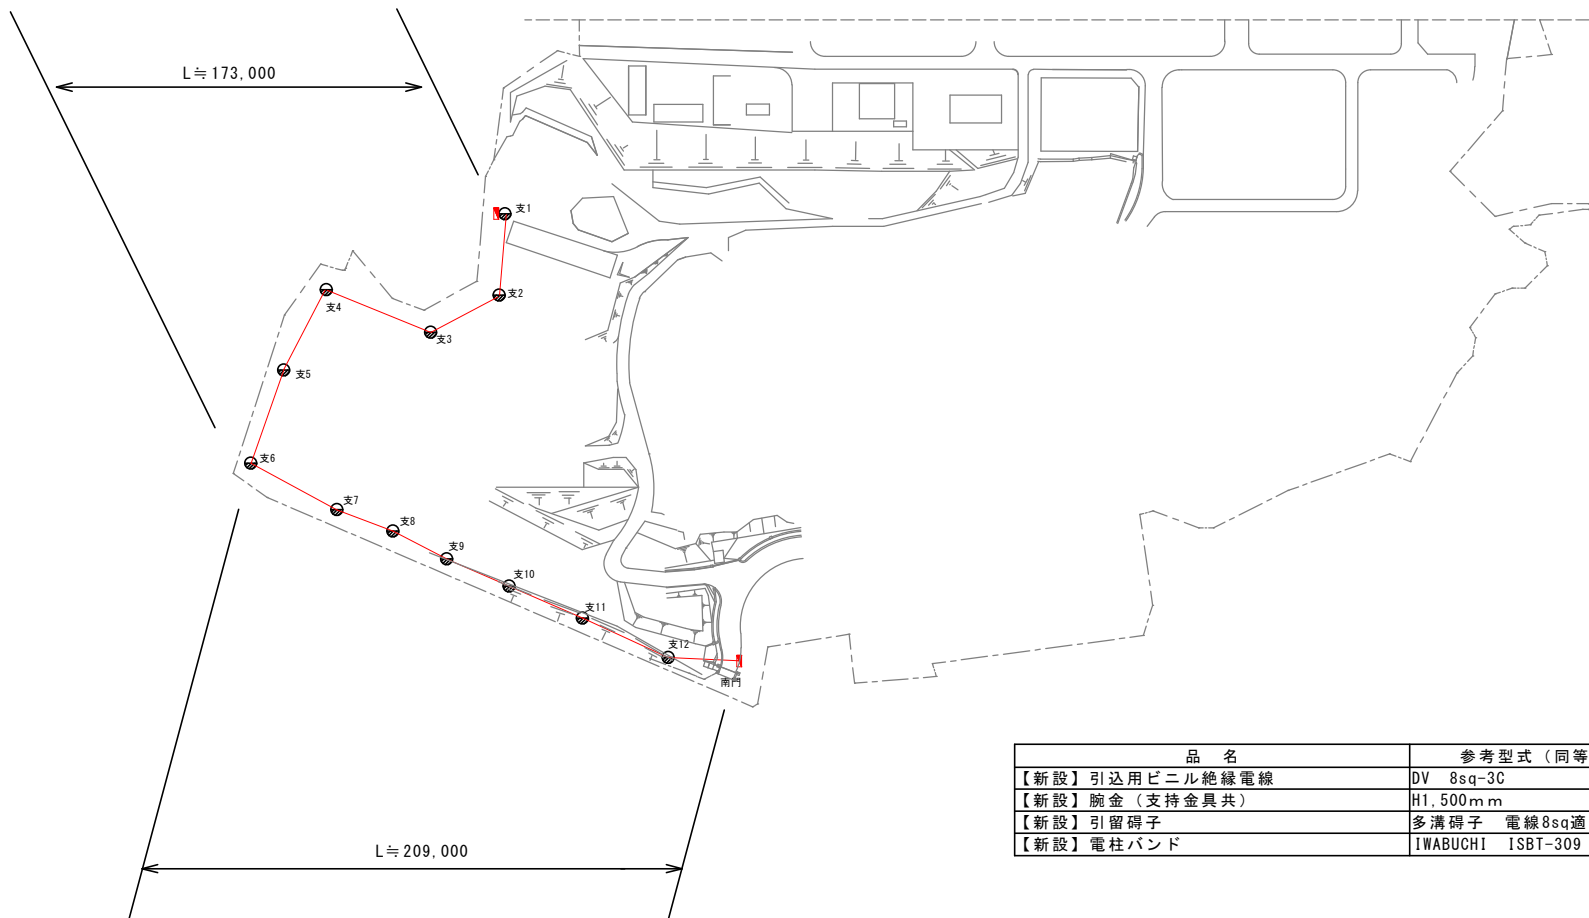 L≒173,000
支1
支2
支3
支4
支5
支6
支7
支8
支9
支10
支11
支12
南門
L≒209,000
品 名 参考型式（同等
【新設】引込用ビニル絶縁電線 DV 8sq-3C
【新設】腕金（支持金具共） H1,500mm
【新設】引留碍子 多溝碍子 電線8sq適
【新設】電柱バンド IWABUCHI ISBT-309